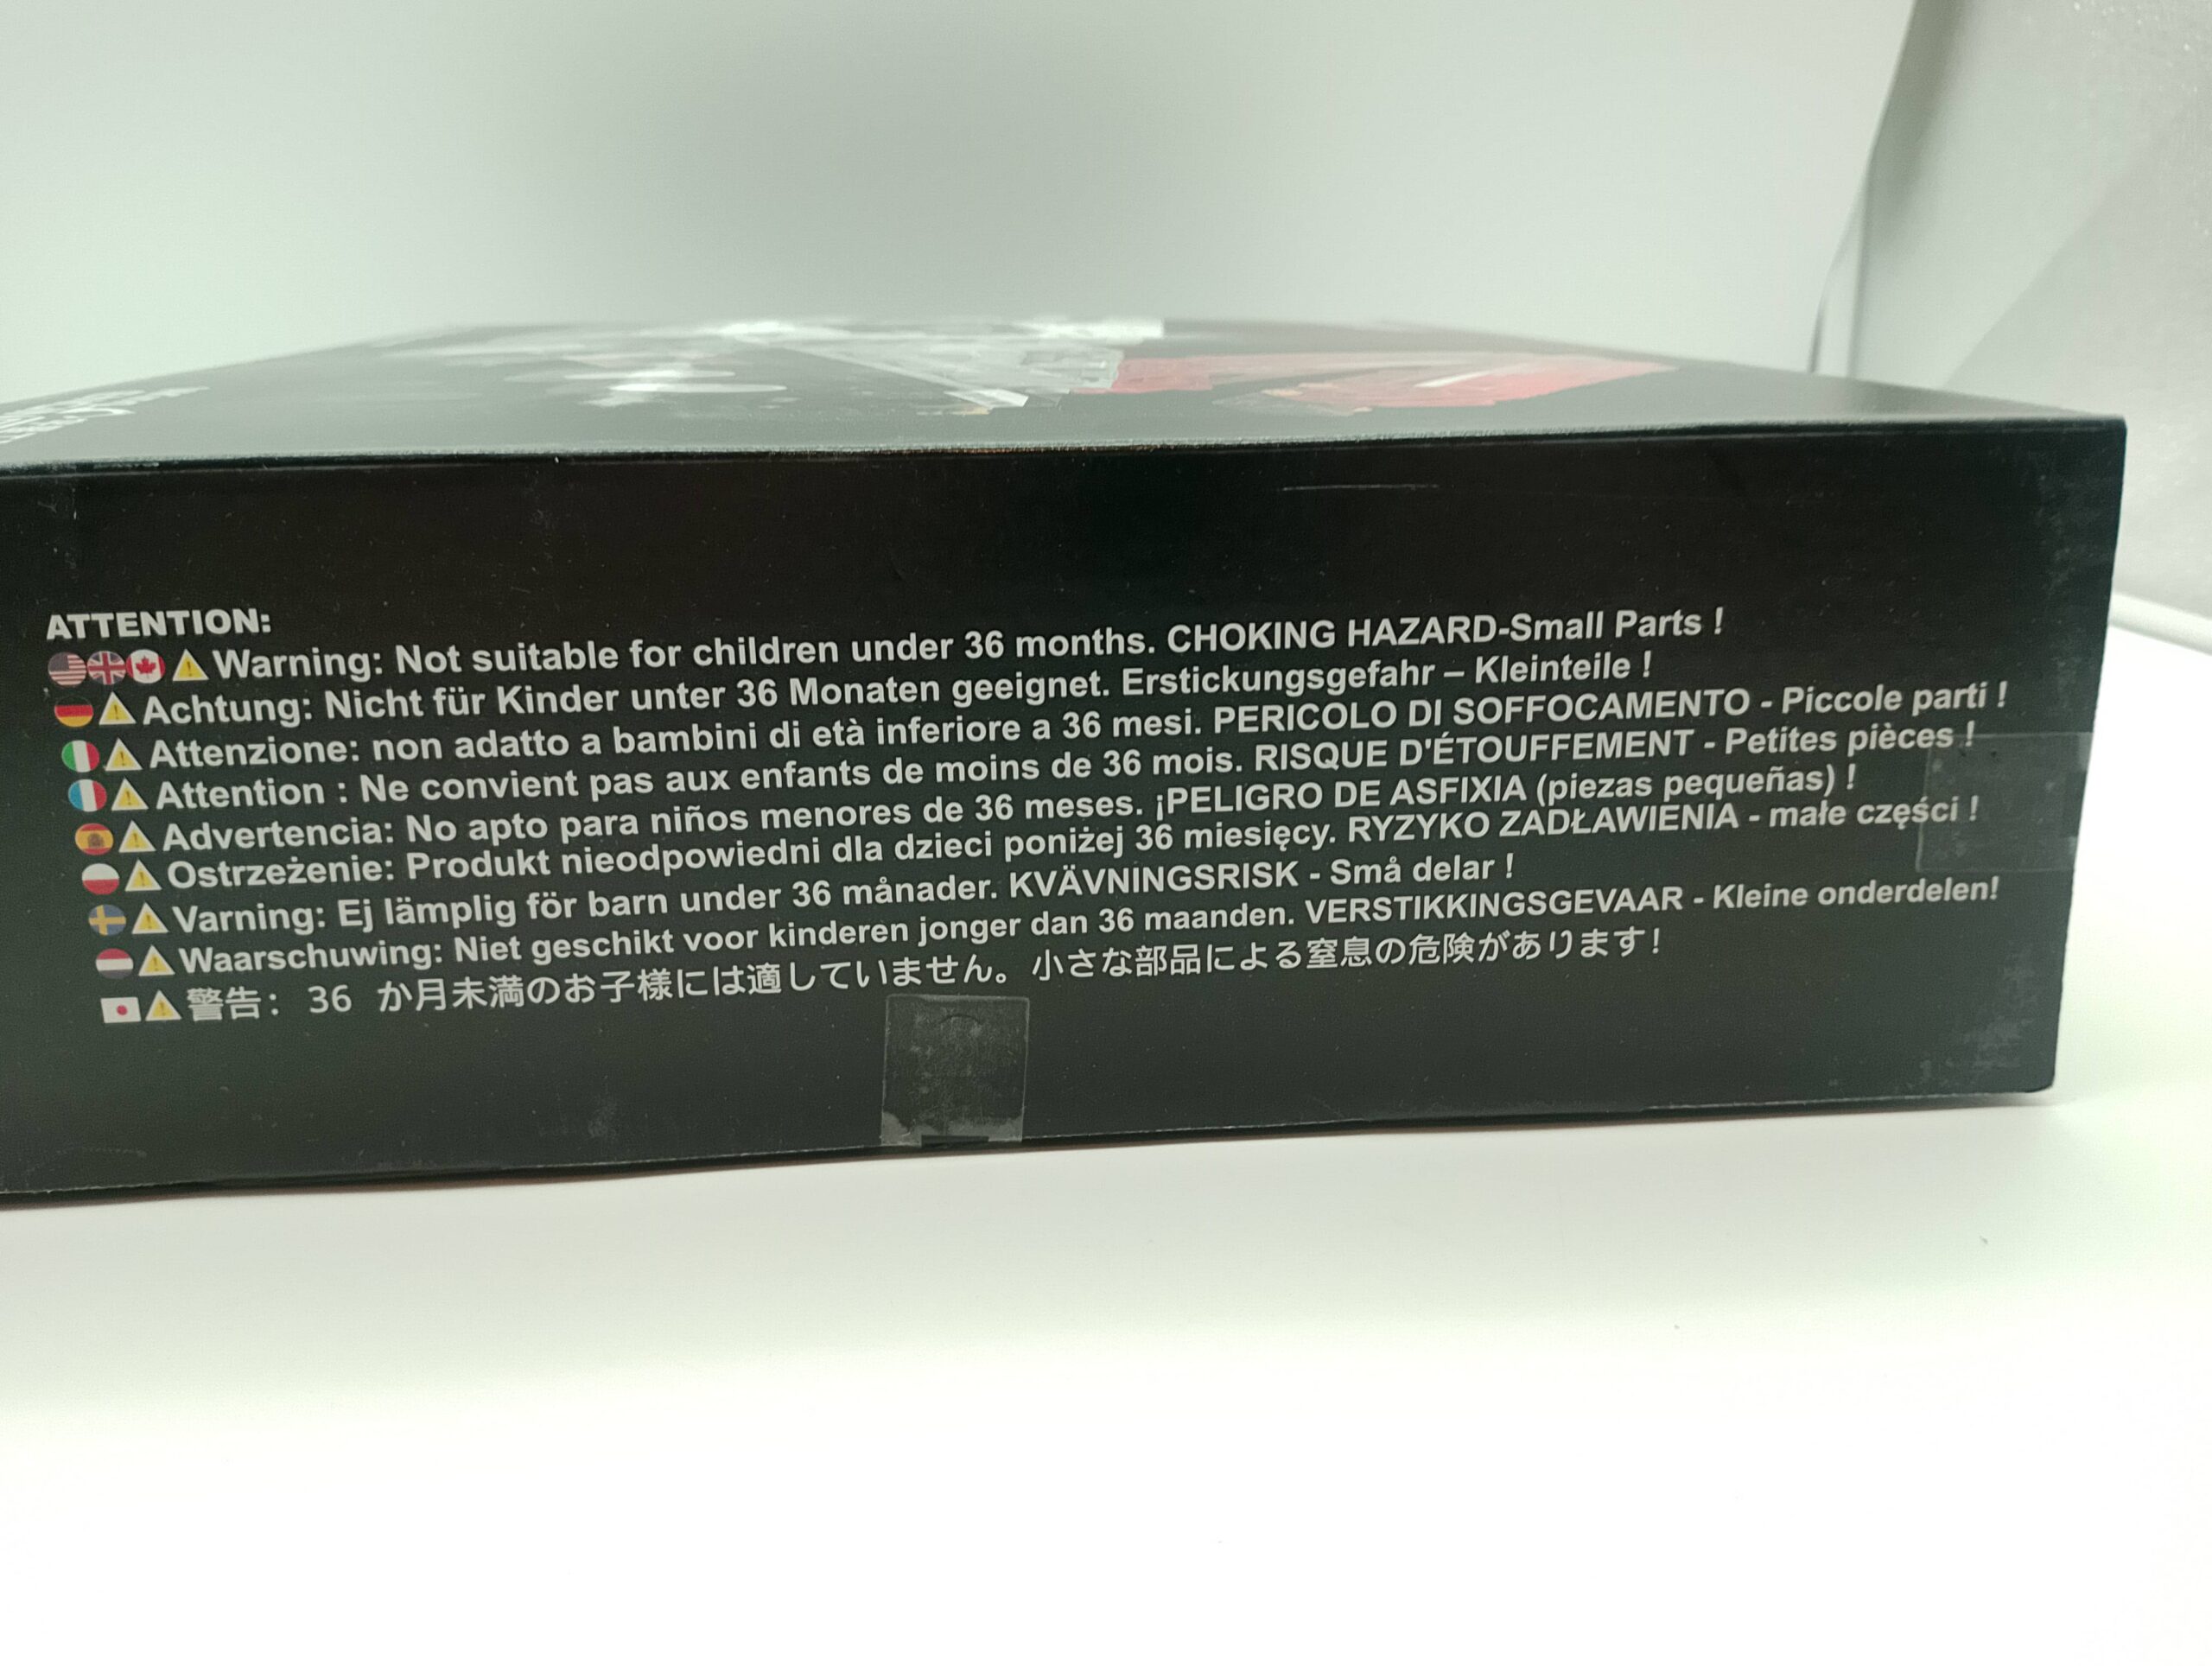 ATTENTION:
Warning: Not suitable for children under 36 months. CHOKING HAZARD-Small Parts !
Achtung: Nicht für Kinder unter 36 Monaten geeignet. Erstickungsgefahr – Kleinteile !
Attenzione: non adatto a bambini di età inferiore a 36 mesi. PERICOLO DI SOFFOCAMENTO - Piccole parti !
Attention : Ne convient pas aux enfants de moins de 36 mois. RISQUE D'ÉTOUFFEMENT - Petites pièces !
Advertencia: No apto para niños menores de 36 meses. ¡PELIGRO DE ASFIXIA (piezas pequeñas) !
Ostrzeżenie: Produkt nieodpowiedni dla dzieci poniżej 36 miesięcy. RYZYKO ZADŁAWIENIA - małe części !
Varning: Ej lämplig för barn under 36 månader. KVÄVNINGSRISK - Små delar !
Waarschuwing: Niet geschikt voor kinderen jonger dan 36 maanden. VERSTIKKINGSGEVAAR - Kleine onderdelen!
警告: 36 か月未満のお子様には適していません。小さな部品による窒息の危険があります!